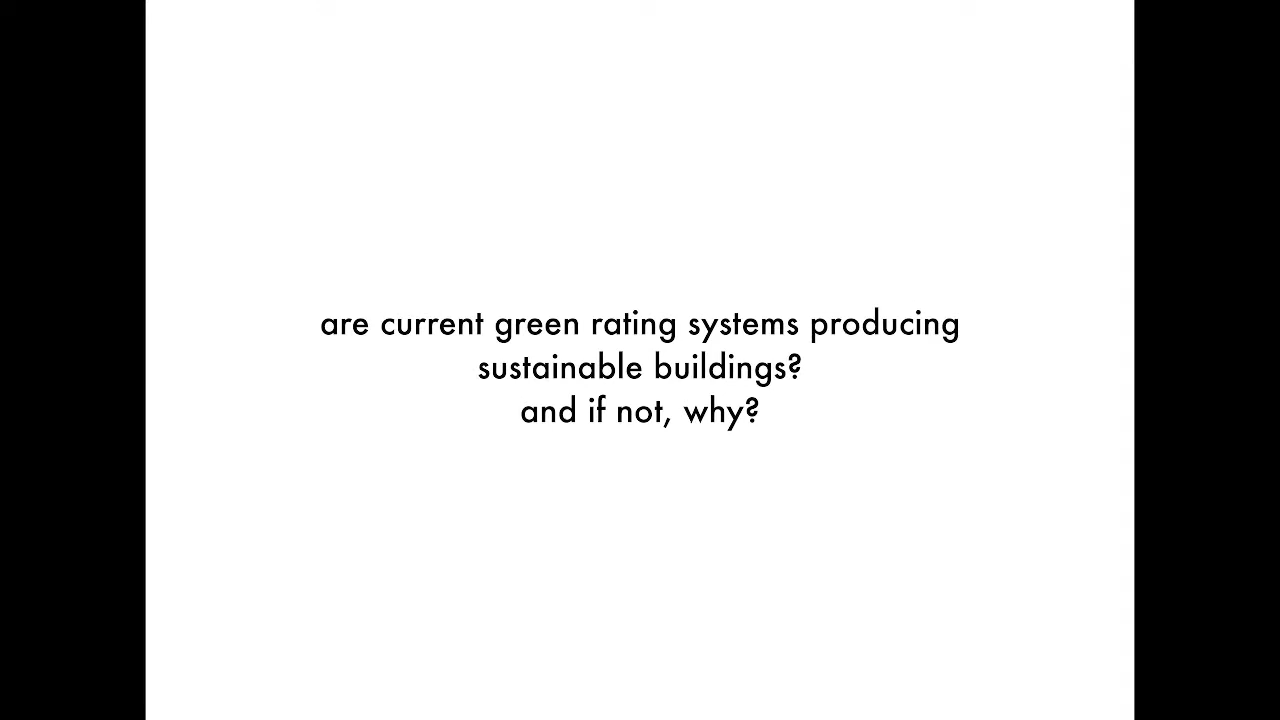 are current green rating systems producing
sustainable buildings?
and if not, why?